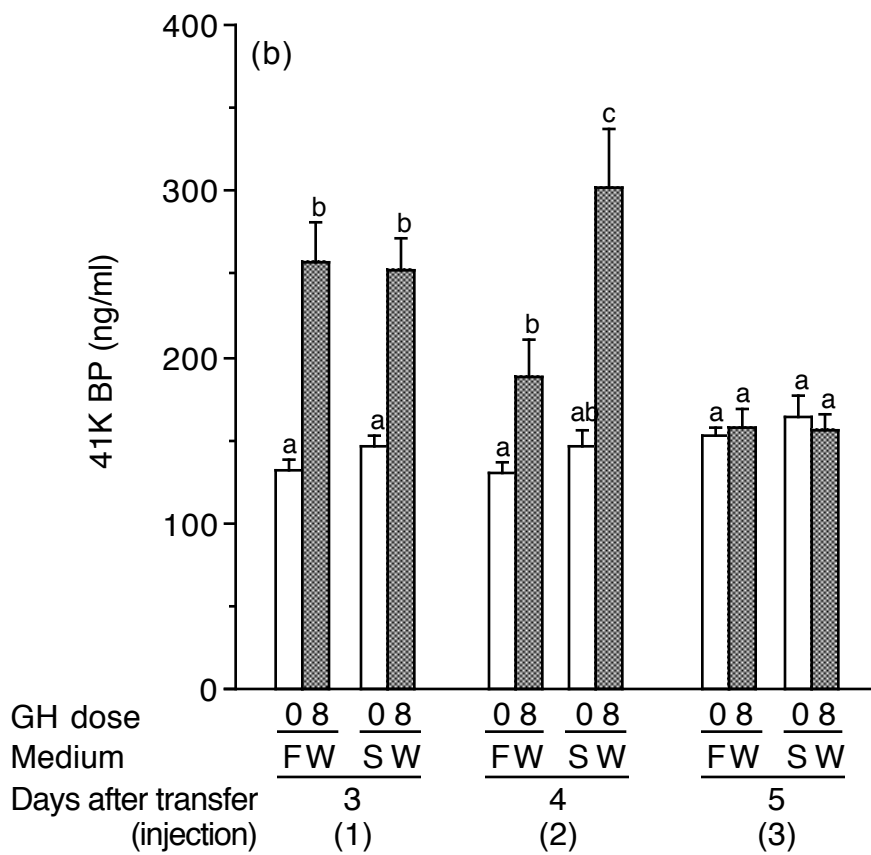 400
(b)
c
300
b
b
b
200
ab
a
a
a
a
a
a
a
100
0
41K BP (ng/ml)
GH dose 0 8 0 8 0 8 0 8 0 8 0 8
Medium FW SW FW SW FW SW
Days after transfer 3 4 5
(injection) (1) (2) (3)